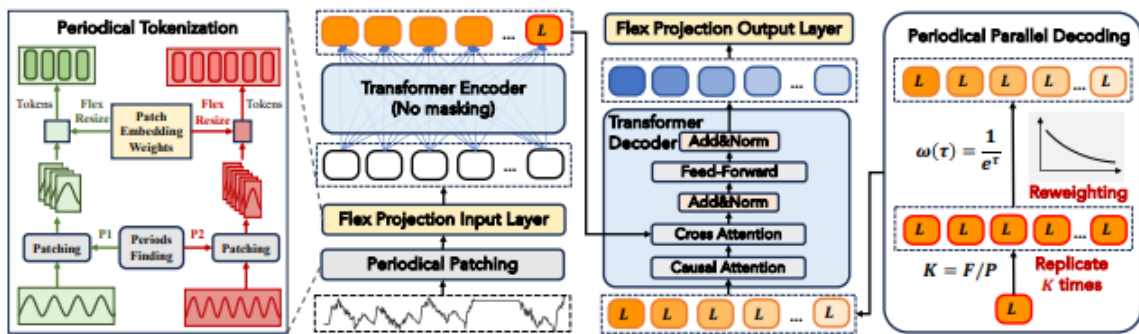 Periodical Tokenization
Tokens
Flex
Resize
Patch
Embedding
Weights
Flex
Resize
Tokens
Patching
P1
Periods
Finding
P2
Patching
... L
Transformer Encoder
(No masking)
...
Flex Projection Input Layer
Periodical Patching
Flex Projection Output Layer
...
Transformer
Decoder
Add&Norm
Feed-Forward
Add&Norm
Cross Attention
Causal Attention
L L L L ... L
Periodical Parallel Decoding
L L L L ... L
ω(τ) = 1/e^τ
Reweighting
L L L L L ... L
K = F/P
Replicate
K times
L